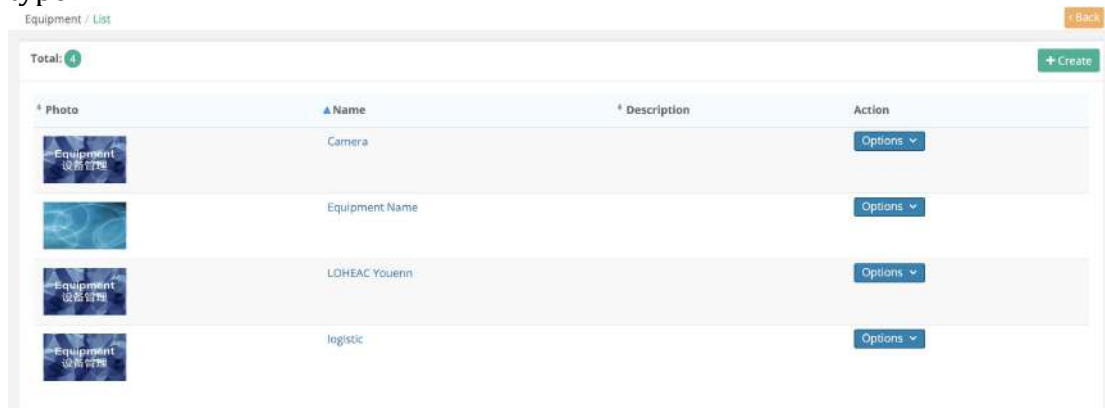 Equipment / List
< Back
Total: 4
+ Create
Photo Name Description Action
Equipment
设备管理
Camera Options
Equipment Name Options
Equipment
设备管理
LOHEAC Youenn Options
Equipment
设备管理
logistic Options